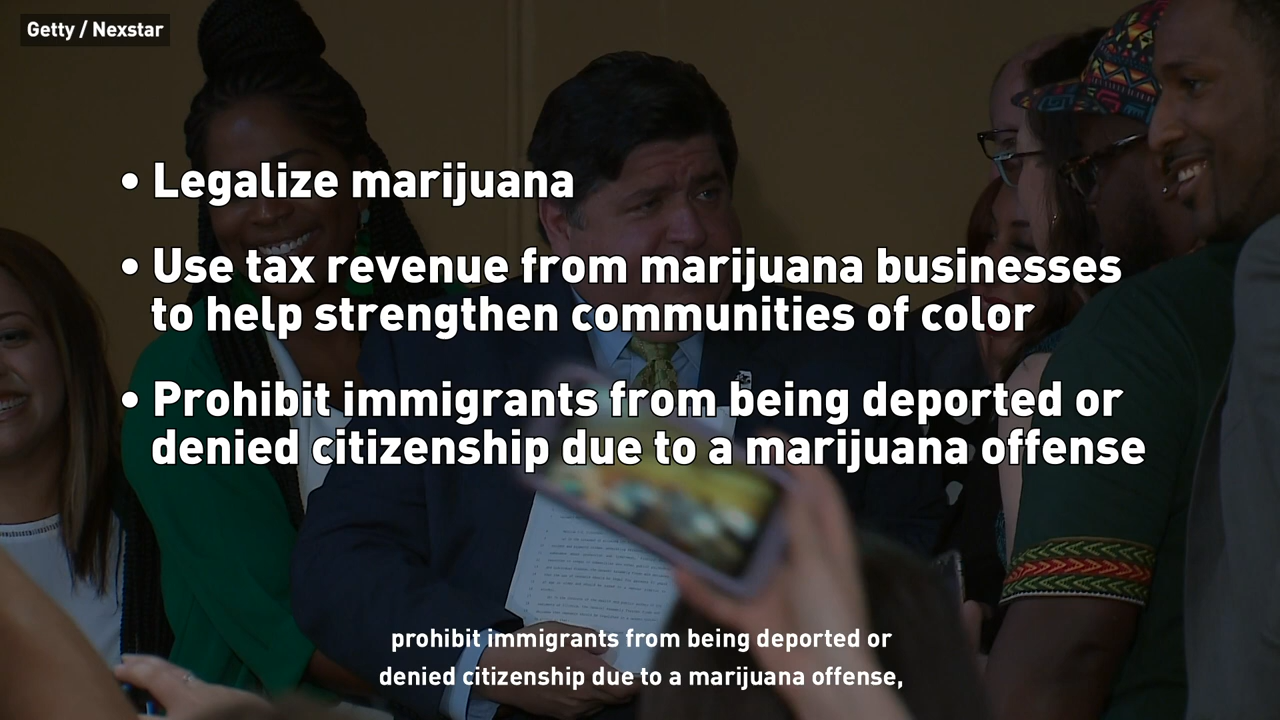 Getty / Nexstar
• Legalize marijuana
• Use tax revenue from marijuana businesses
to help strengthen communities of color
• Prohibit immigrants from being deported or
denied citizenship due to a marijuana offense
prohibit immigrants from being deported or
denied citizenship due to a marijuana offense,